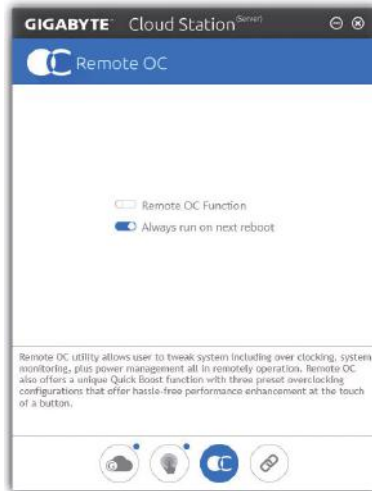 GIGABYTE™ Cloud Station(Server)
Remote OC
Remote OC Function
Always run on next reboot
Remote OC utility allows user to tweak system including over clocking, system
monitoring, plus power management all in remotely operation. Remote OC
also offers a unique Quick Boost function with three preset overclocking
configurations that offer hassle-free performance enhancement at the touch
of a button.